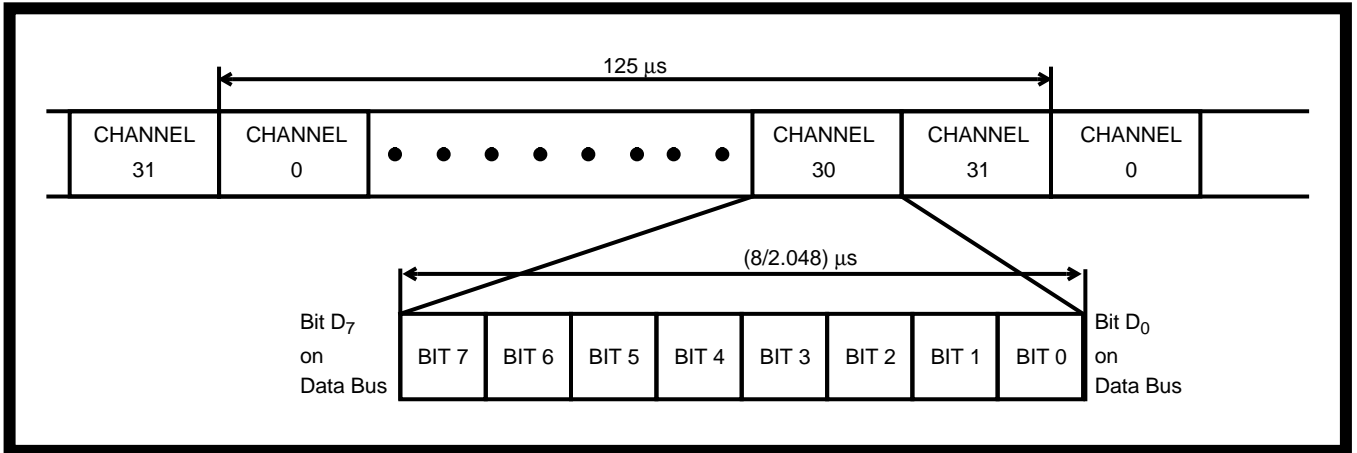 125 μs
CHANNEL
31
CHANNEL
0
CHANNEL
30
CHANNEL
31
CHANNEL
0
(8/2.048) μs
Bit D7
on
Data Bus
BIT 7
BIT 6
BIT 5
BIT 4
BIT 3
BIT 2
BIT 1
BIT 0
Bit D0
on
Data Bus